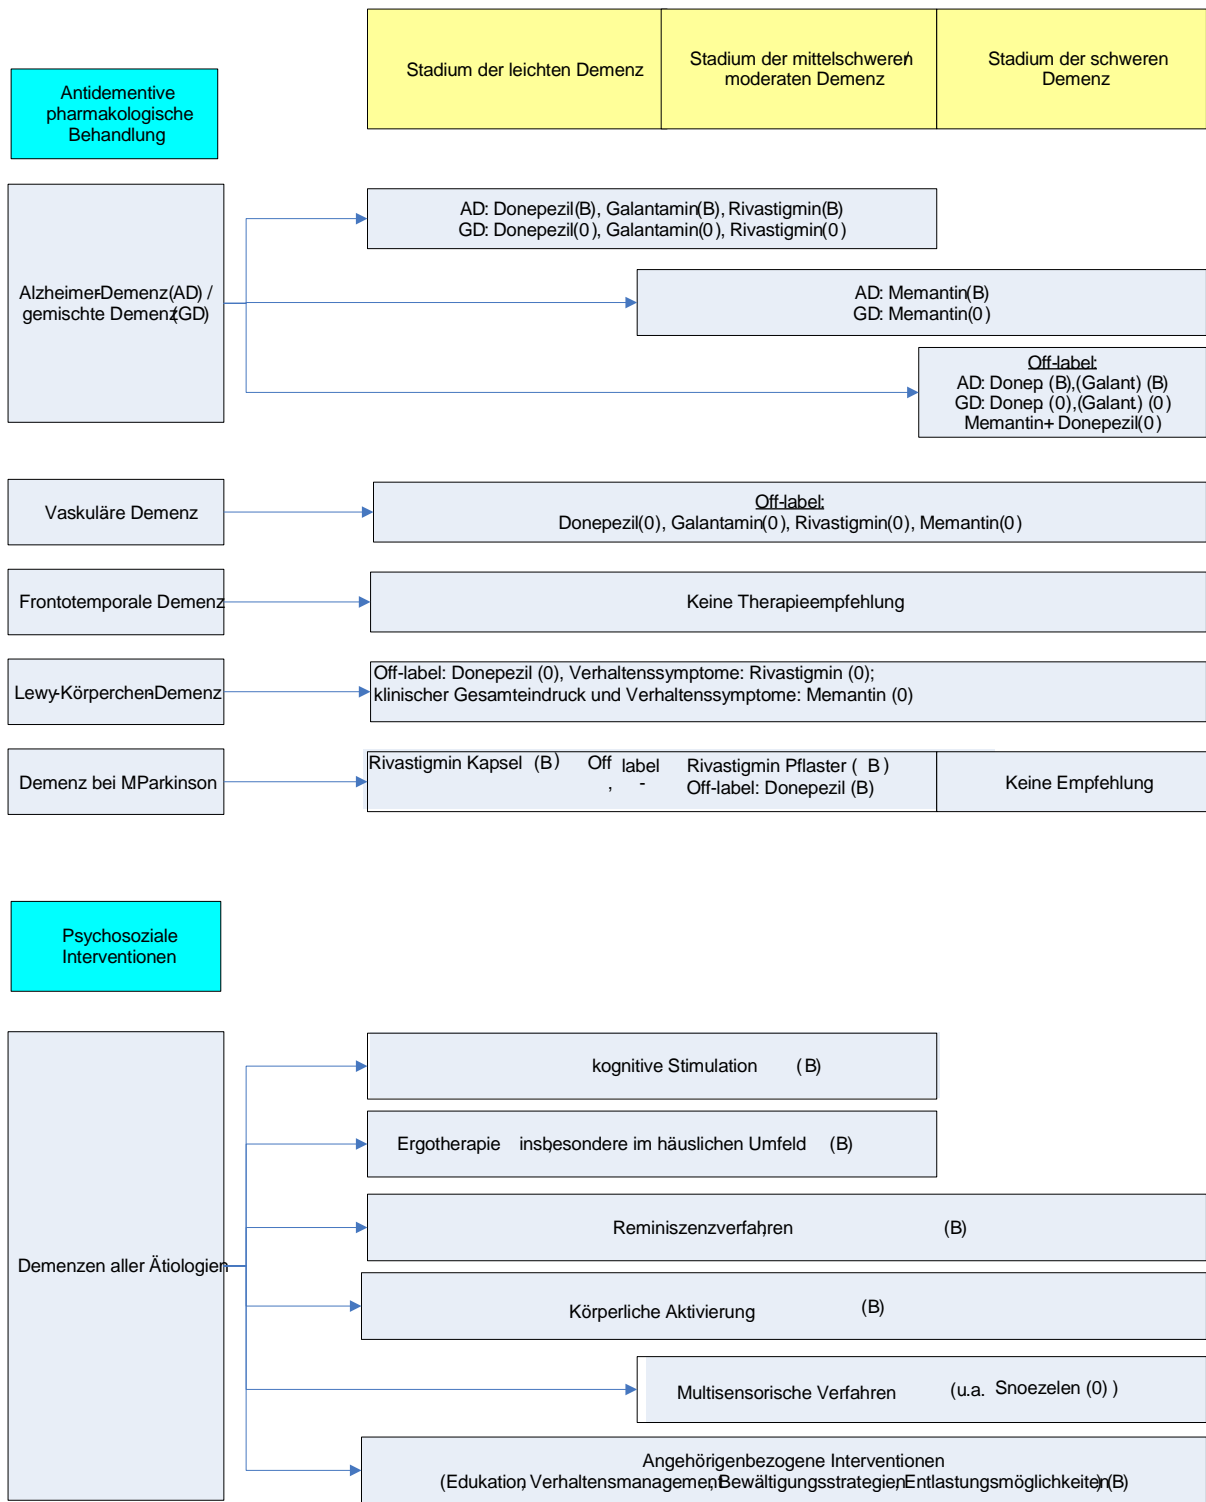 Stadium der leichten Demenz
Stadium der mittelschweren/
moderaten Demenz
Stadium der schweren
Demenz
Antidementive
pharmakologische
Behandlung
Alzheimer-Demenz (AD) /
gemischte Demenz (GD)
AD: Donepezil (B), Galantamin (B), Rivastigmin (B)
GD: Donepezil (0), Galantamin (0), Rivastigmin (0)
AD: Memantin (B)
GD: Memantin (0)
Off-label:
AD: Donep. (B), (Galant.) (B)
GD: Donep. (0), (Galant.) (0)
Memantin + Donepezil (0)
Vaskuläre Demenz
Off-label:
Donepezil (0), Galantamin (0), Rivastigmin (0), Memantin (0)
Frontotemporale Demenz
Keine Therapieempfehlung
Lewy-Körperchen-Demenz
Off-label: Donepezil (0), Verhaltenssymptome: Rivastigmin (0);
klinischer Gesamteindruck und Verhaltenssymptome: Memantin (0)
Demenz bei M.Parkinson
Rivastigmin Kapsel (B), Off-label Rivastigmin Pflaster (B)
Off-label: Donepezil (B)
Keine Empfehlung
Psychosoziale
Interventionen
Demenzen aller Ätiologien
kognitive Stimulation (B)
Ergotherapie, insbesondere im häuslichen Umfeld (B)
Reminiszenzverfahren, (B)
Körperliche Aktivierung (B)
Multisensorische Verfahren (u.a. Snoezelen (0) )
Angehörigenbezogene Interventionen
(Edukation, Verhaltensmanagement, Bewältigungsstrategien, Entlastungsmöglichkeiten) (B)